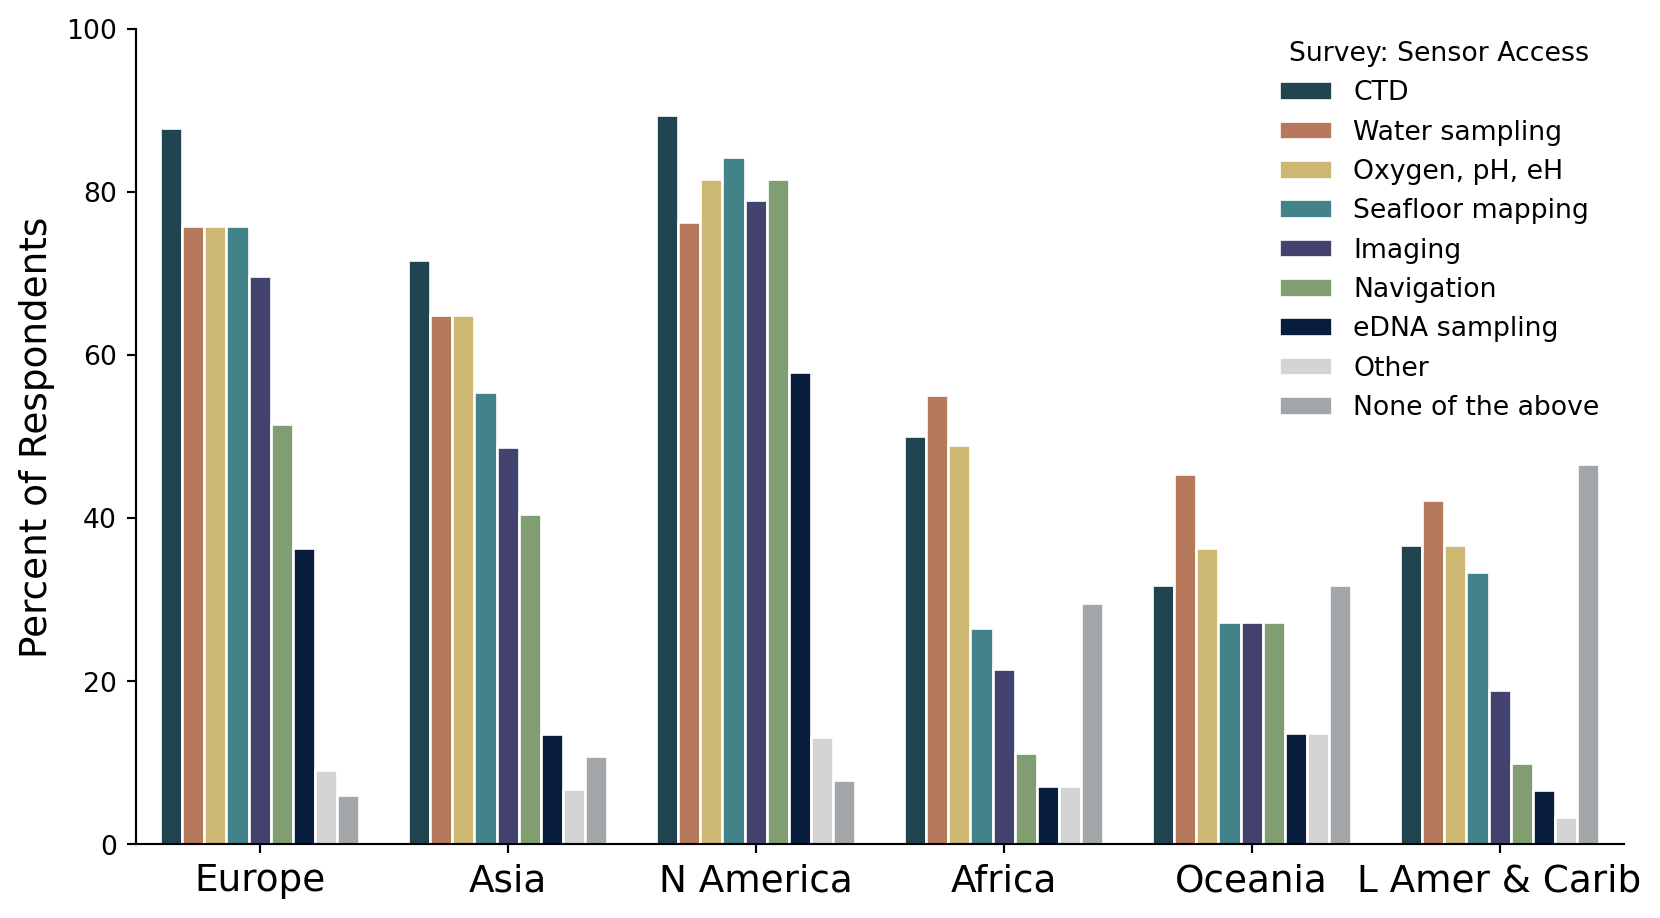 Survey: Sensor Access
CTD
Water sampling
Oxygen, pH, eH
Seafloor mapping
Imaging
Navigation
eDNA sampling
Other
None of the above
Percent of Respondents
100
80
60
40
20
0
Europe Asia N America Africa Oceania L Amer & Carib